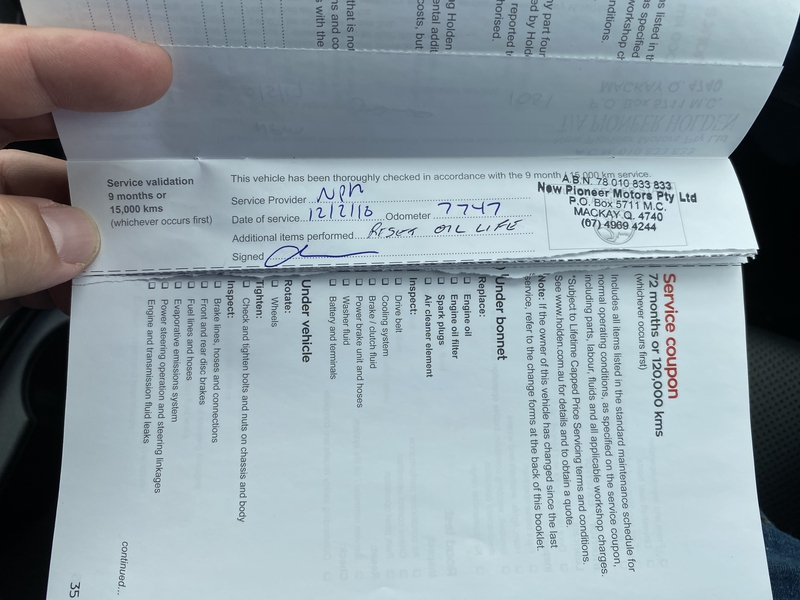 This vehicle has been thoroughly checked in accordance with the 9 month / 15,000 km service.
Service validation
9 months or
15,000 kms
(whichever occurs first)
Service Provider NPH
Date of service 12/2/18 Odometer 7747
Additional items performed RESET OIL LIFE
Signed
A.B.N. 78 010 833 833
New Pioneer Motors Pty Ltd
P.O. Box 5711 M.C.
MACKAY Q. 4740
(07) 4969 4244
Service coupon
72 months or 120,000 kms
(whichever occurs first)
Includes all items listed in the standard maintenance schedule for
normal operating conditions, as specified on the service coupon,
including parts, labour, fluids and all applicable workshop charges.
*Subject to Lifetime Capped Price Servicing terms and conditions.
See www.holden.com.au for details and to obtain a quote.
Note: If the owner of this vehicle has changed since the last
service, refer to the change forms at the back of this booklet.
Under bonnet
Replace:
Engine oil
Engine oil filter
Spark plugs
Air cleaner element
Inspect:
Drive belt
Cooling system
Brake / clutch fluid
Power brake unit and hoses
Washer fluid
Battery and terminals
Under vehicle
Rotate:
Wheels
Tighten:
Check and tighten bolts and nuts on chassis and body
Inspect:
Brake lines, hoses and connections
Front and rear disc brakes
Fuel lines and hoses
Evaporative emissions system
Power steering operation and steering linkages
Engine and transmission fluid leaks
continued...
35